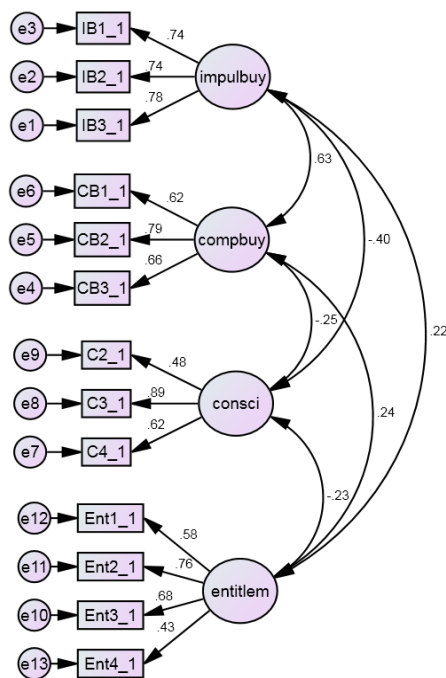 e3 IB1_1 .74
e2 IB2_1 .74 impulbuy
e1 IB3_1 .78
.63
e6 CB1_1 .62
e5 CB2_1 .79 compbuy -.40
e4 CB3_1 .66
-.25 .22
e9 C2_1 .48
e8 C3_1 .89 consci .24
e7 C4_1 .62
-.23
e12 Ent1_1 .58
e11 Ent2_1 .76
entitlem
e10 Ent3_1 .68
.43
e13 Ent4_1